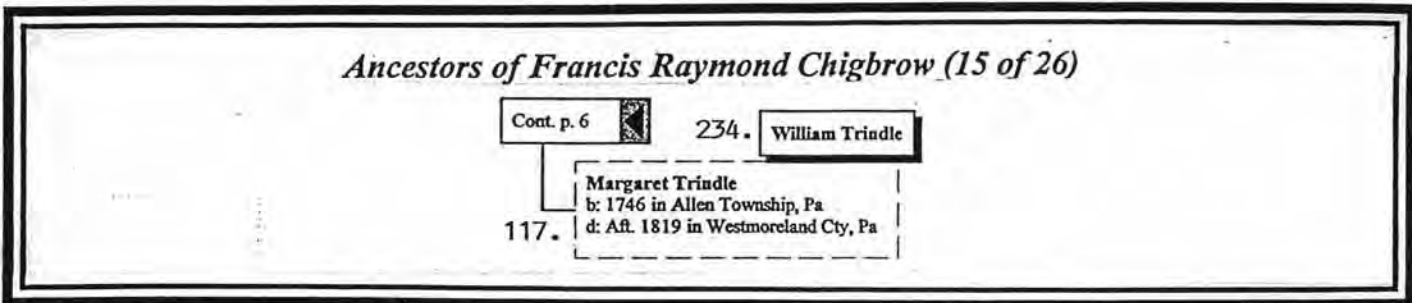 Ancestors of Francis Raymond Chigbrow (15 of 26)
Cont. p. 6
234.
William Trindle
Margaret Trindle
b: 1746 in Allen Township, Pa
117.
d: Aft. 1819 in Westmoreland Cty, Pa